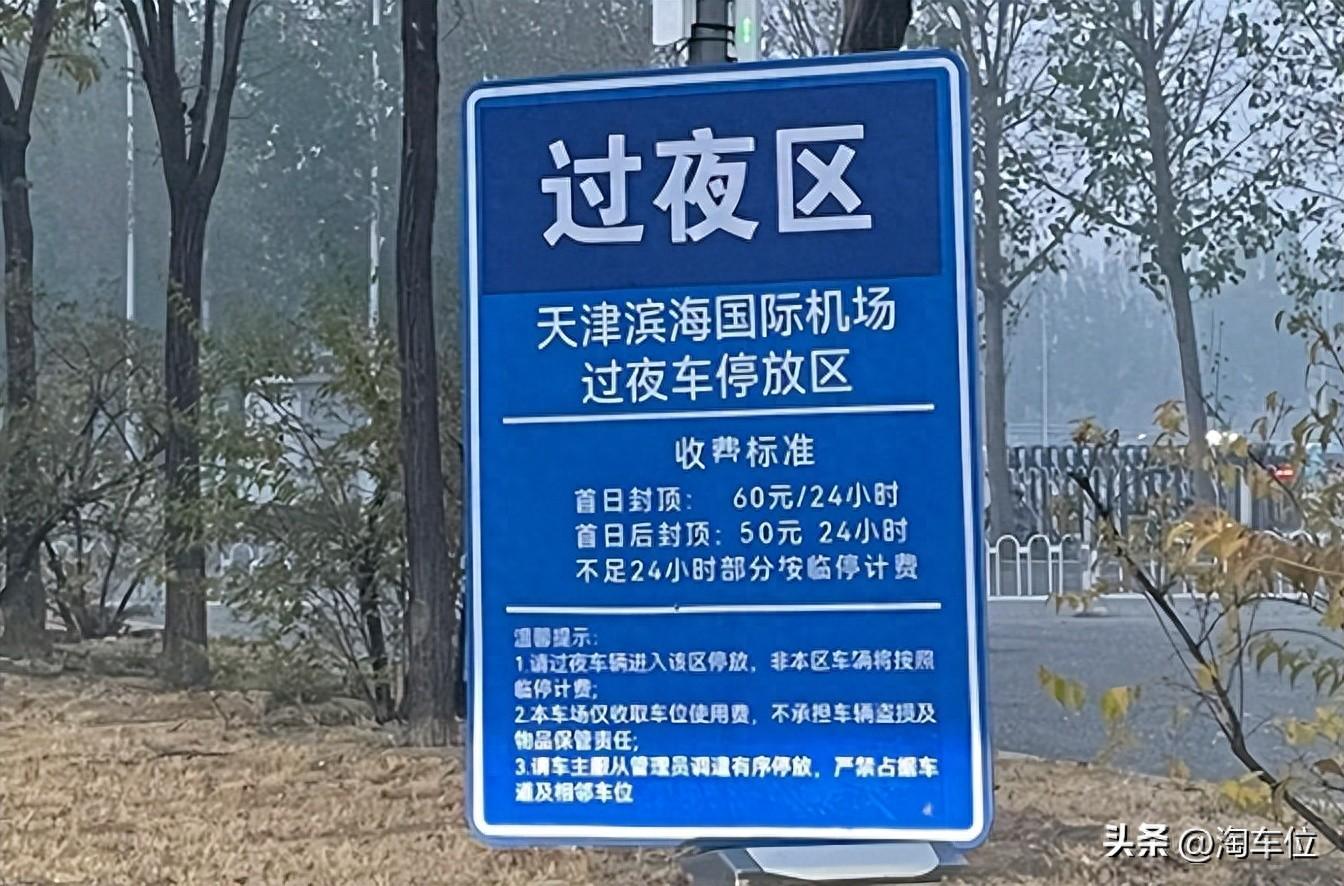 过夜区
天津滨海国际机场
过夜车停放区
收费标准
首日封顶： 60元/24小时
首日后封顶：50元 24小时
不足24小时部分按临停计费
温馨提示:
1.请过夜车辆进入该区停放，非本区车辆将按照
临停计费;
2.本车场仅收取车位使用费，不承担车辆盗损及
物品保管责任;
3.请车主服从管理员调遣有序停放，严禁占据车
道及相邻车位
头条 @淘车位